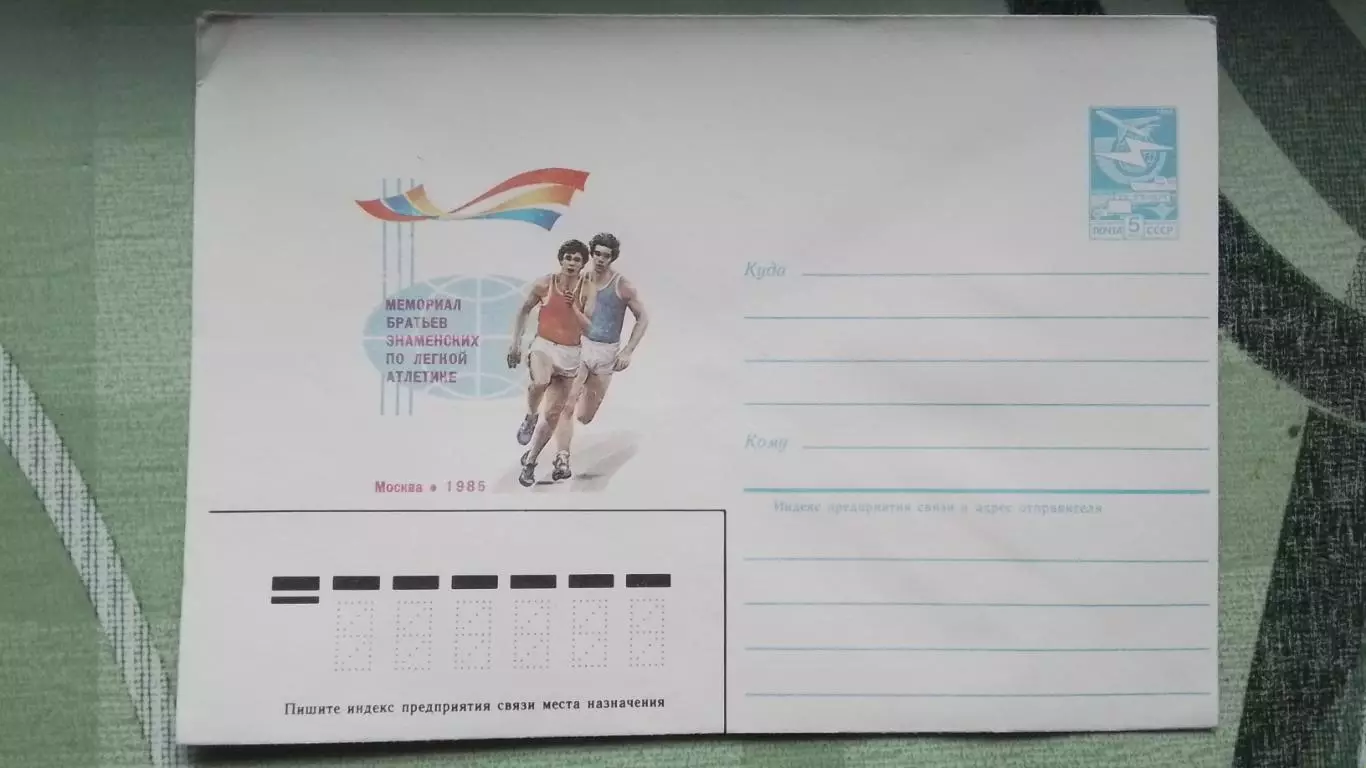 МЕМОРИАЛ
БРАТЬЕВ
ЗНАМЕНСКИХ
ПО ЛЕГКОЙ
АТЛЕТИКЕ
Москва • 1985
ПОЧТА 5 СССР
Куда
Кому
Индекс предприятия связи и адрес отправителя
Пишите индекс предприятия связи места назначения